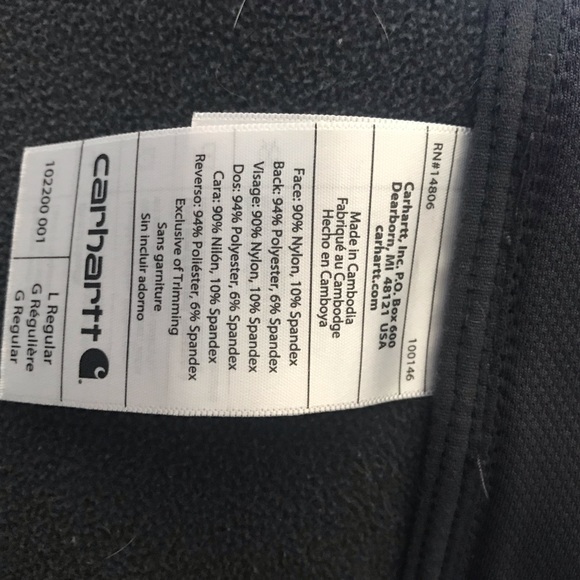 RN#14806 100146
Carhartt, Inc. P.O. Box 600
Dearborn, MI 48121 USA
carhartt.com
Made in Cambodia
Fabriqué au Cambodge
Hecho en Camboya
Face: 90% Nylon, 10% Spandex
Back: 94% Polyester, 6% Spandex
Visage: 90% Nylon, 10% Spandex
Dos: 94% Polyester, 6% Spandex
Cara: 90% Nilón, 10% Spandex
Reverso: 94% Poliéster, 6% Spandex
Exclusive of Trimming
Sans garniture
Sin incluir adorno
carhartt
102200 001
L Regular
G Régulière
G Regular